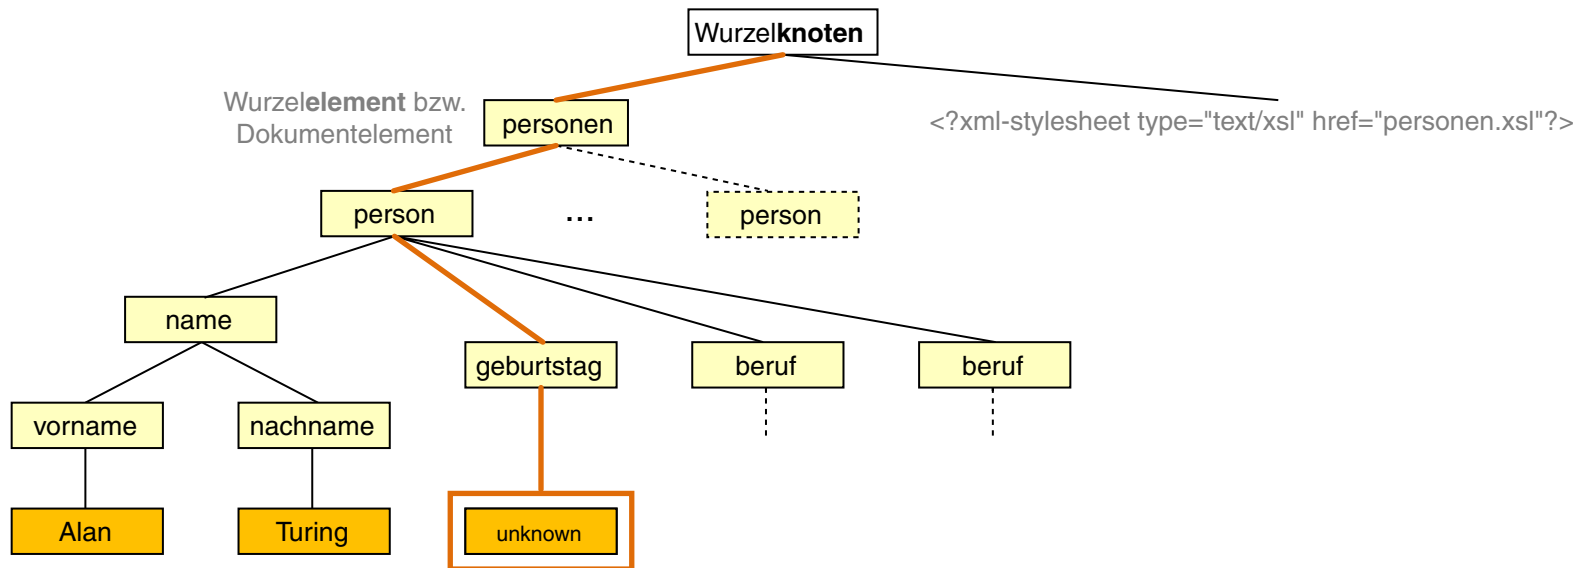 Wurzelknoten
Wurzelelement bzw.
Dokumentelement
personen
<?xml-stylesheet type="text/xsl" href="personen.xsl"?>
person
...
person
name
geburtstag
beruf
beruf
vorname
nachname
Alan
Turing
unknown